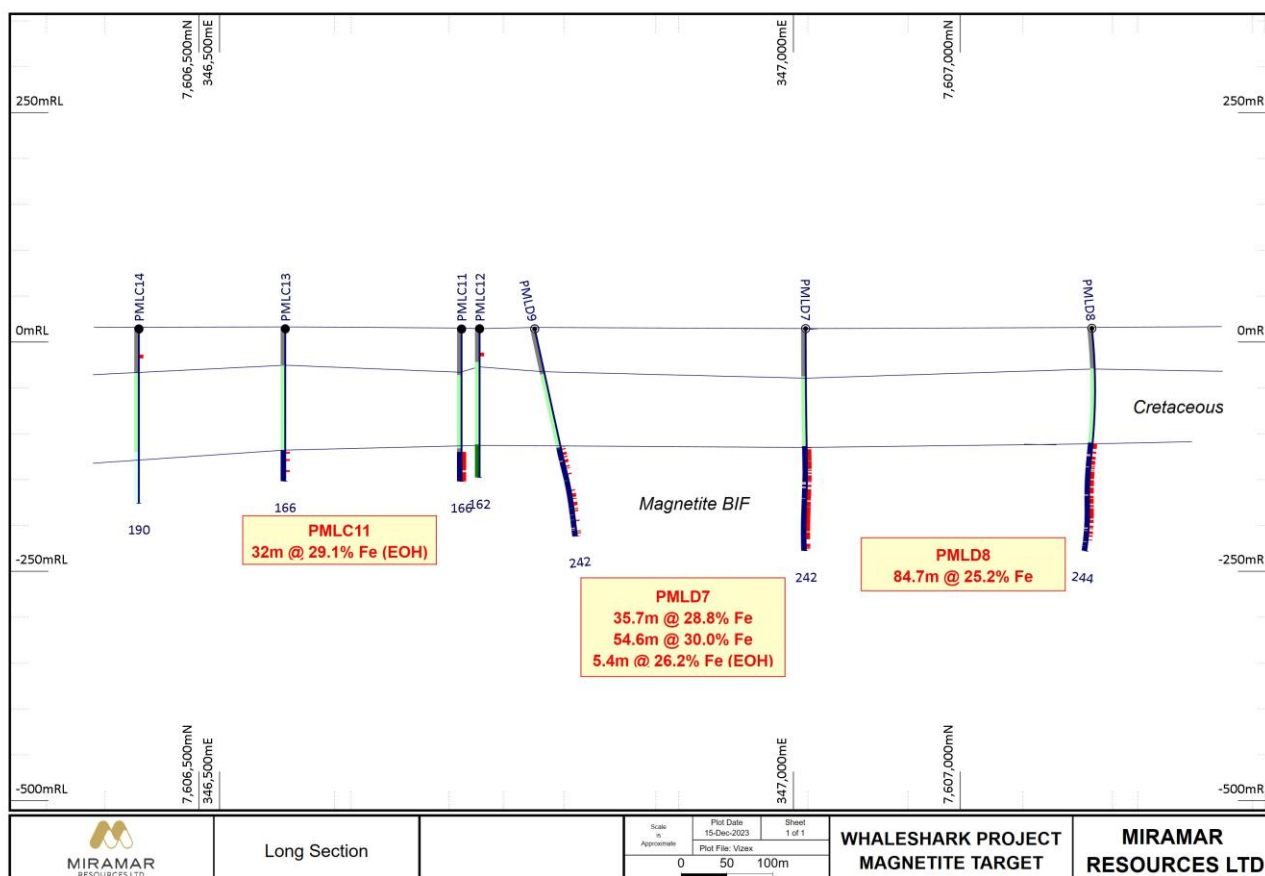 7,606,500mN
346,500mE
347,000mE
7,607,000mN
250mRL
250mR
PMLC14
PMLC13
PMLC11
PMLC12
PMLD9
PMLD7
PMLD8
0mRL
0mR
Cretaceous
Magnetite BIF
190
166
166
162
242
242
244
PMLC11
32m @ 29.1% Fe (EOH)
PMLD8
84.7m @ 25.2% Fe
-250mRL
-250mR
PMLD7
35.7m @ 28.8% Fe
54.6m @ 30.0% Fe
5.4m @ 26.2% Fe (EOH)
7,606,500mN
346,500mE
347,000mE
7,607,000mN
-500mRL
-500mR
MIRAMAR
RESOURCES LTD
Long Section
Scale
is
Approximate
Plot Date
15-Dec-2023
Sheet
1 of 1
Plot File: Vizex
0 50 100m
WHALESHARK PROJECT
MAGNETITE TARGET
MIRAMAR
RESOURCES LTD